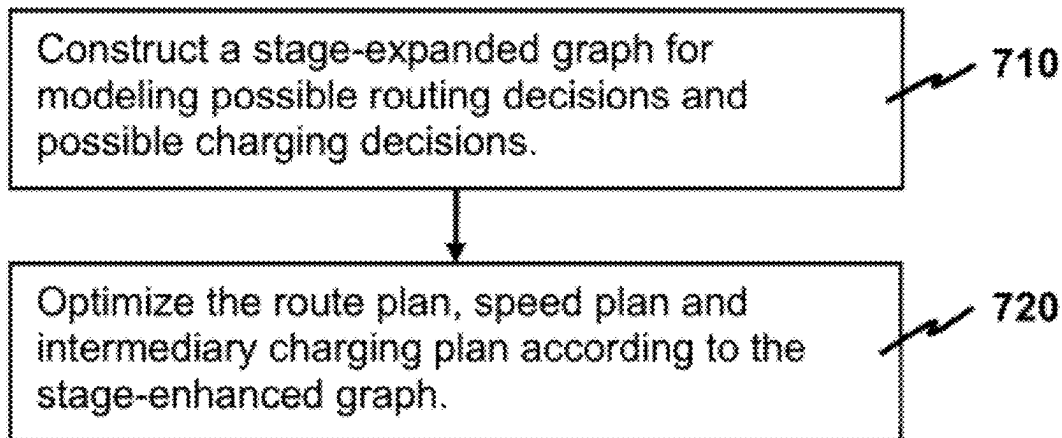 Construct a stage-expanded graph for
modeling possible routing decisions and
possible charging decisions.
710
Optimize the route plan, speed plan and
intermediary charging plan according to the
stage-enhanced graph.
720